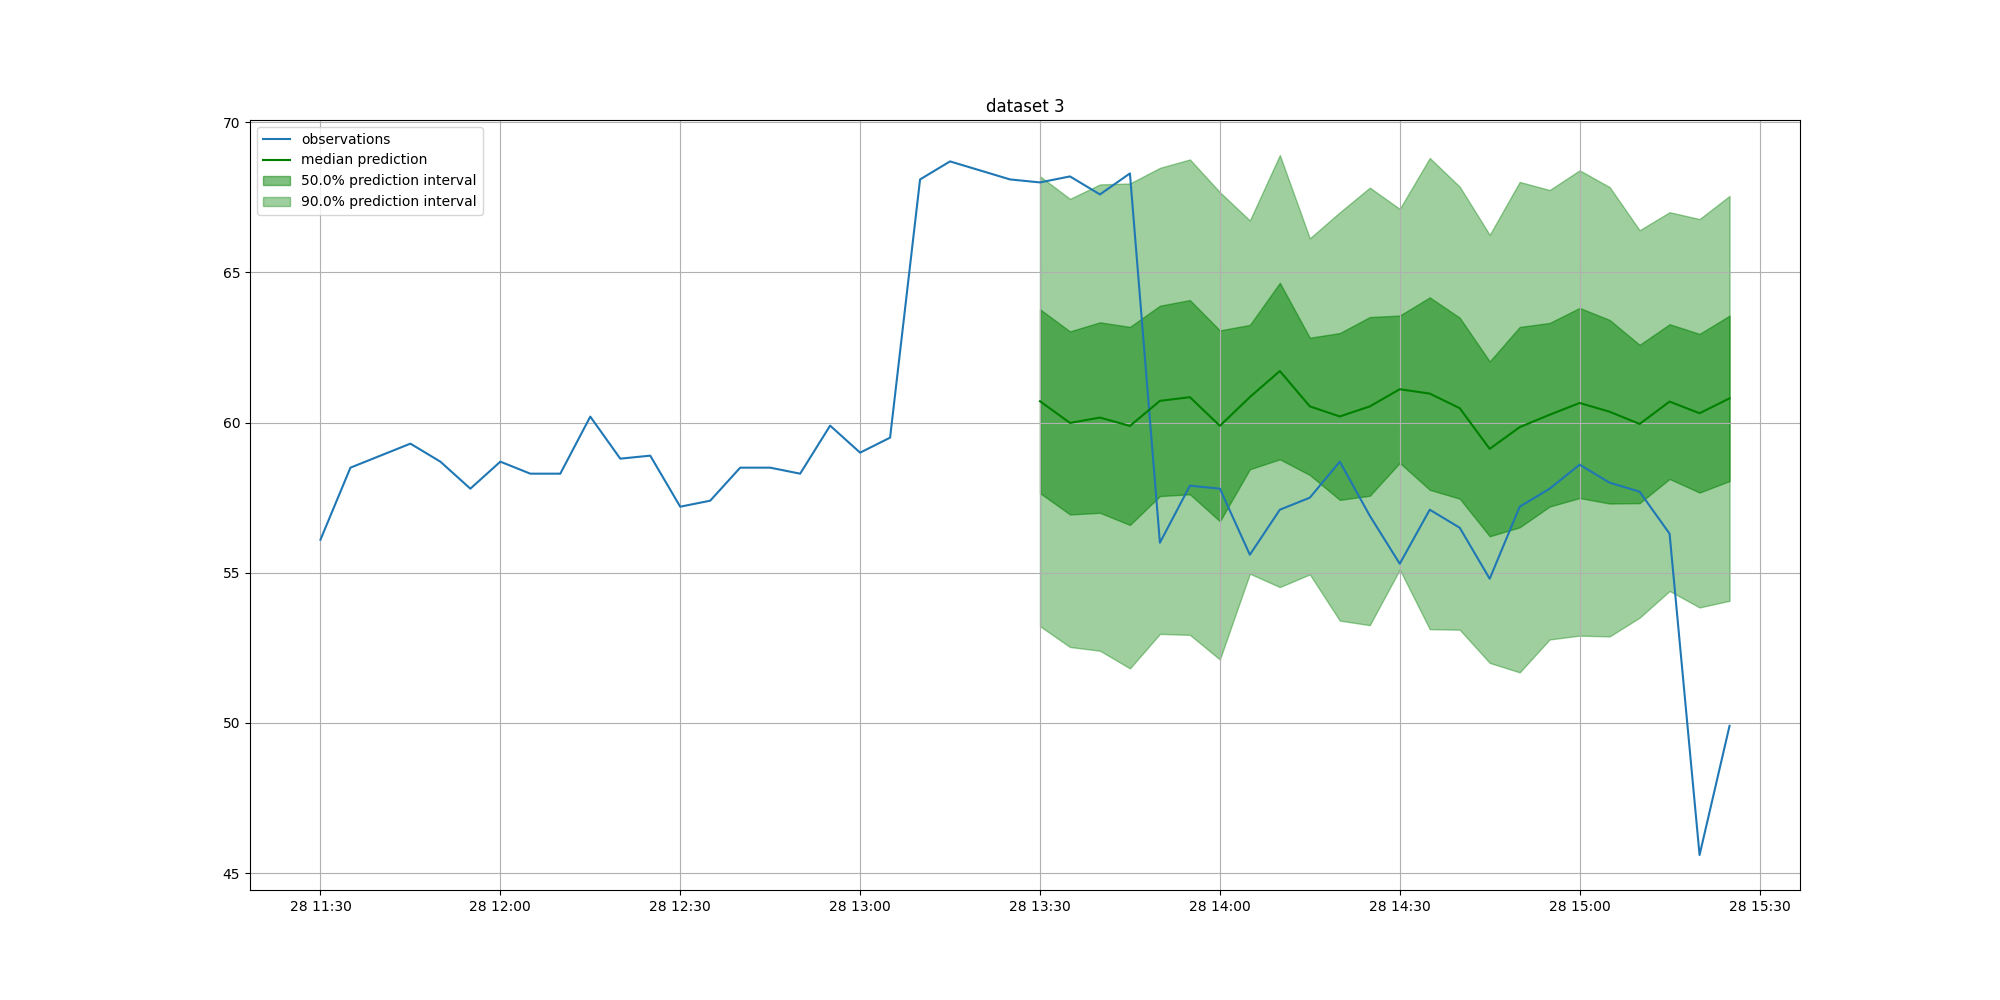 dataset 3
observations
median prediction
50.0% prediction interval
90.0% prediction interval
70
65
60
55
50
45
28 11:30 28 12:00 28 12:30 28 13:00 28 13:30 28 14:00 28 14:30 28 15:00 28 15:30